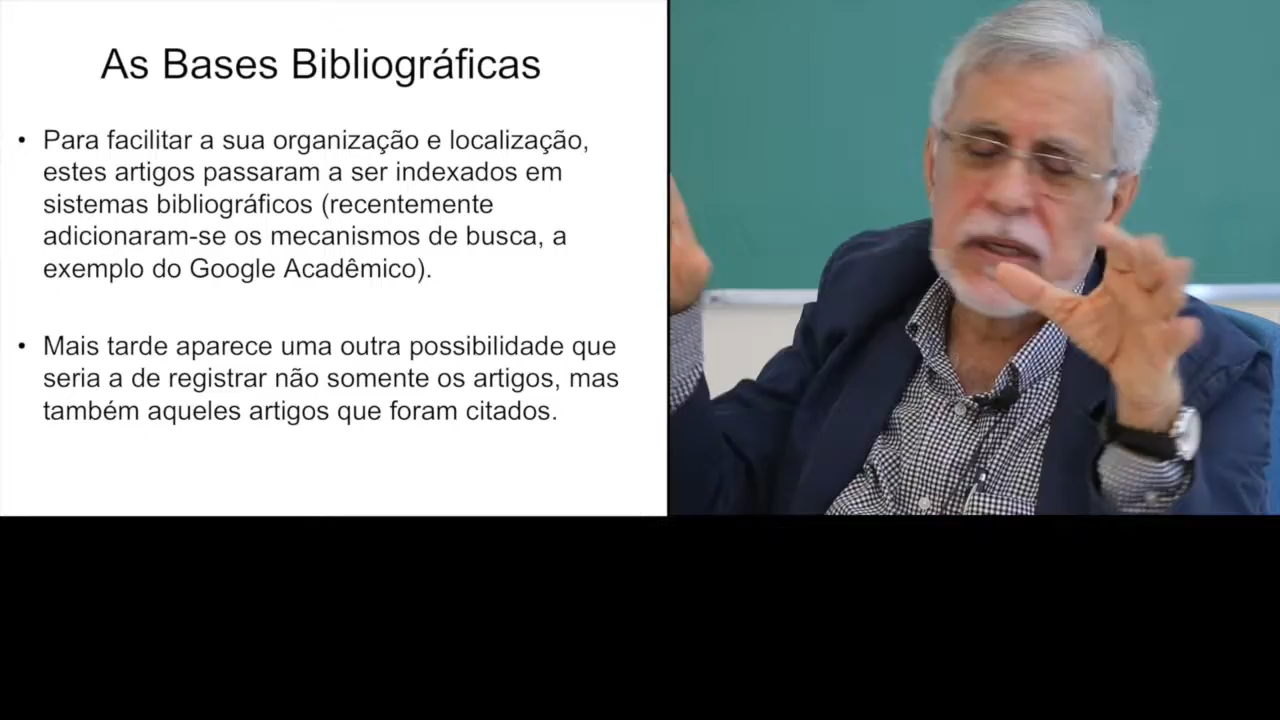 As Bases Bibliográficas
• Para facilitar a sua organização e localização,
estes artigos passaram a ser indexados em
sistemas bibliográficos (recentemente
adicionaram-se os mecanismos de busca, a
exemplo do Google Acadêmico).
• Mais tarde aparece uma outra possibilidade que
seria a de registrar não somente os artigos, mas
também aqueles artigos que foram citados.